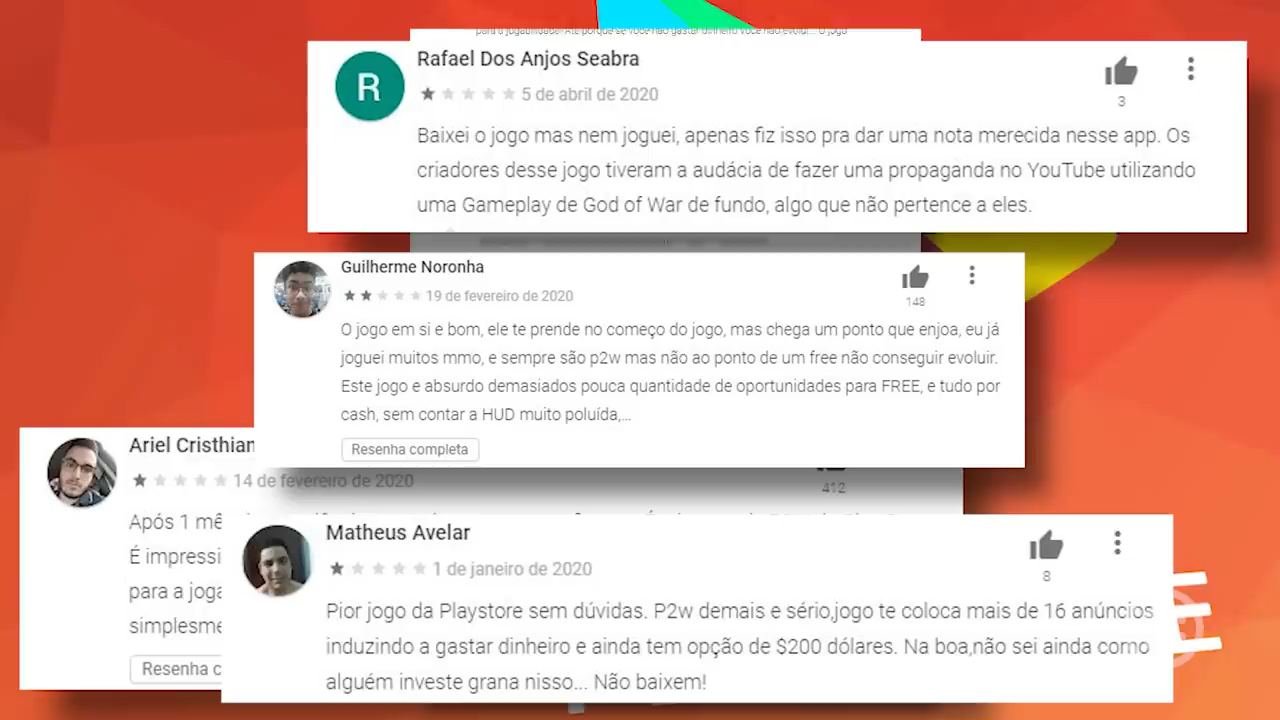 para o jogabilidade! Até porque se você não gastar dinheiro você não evolui... O jogo
Rafael Dos Anjos Seabra
5 de abril de 2020
3
Baixei o jogo mas nem joguei, apenas fiz isso pra dar uma nota merecida nesse app. Os
criadores desse jogo tiveram a audácia de fazer uma propaganda no YouTube utilizando
uma Gameplay de God of War de fundo, algo que não pertence a eles.
Guilherme Noronha
19 de fevereiro de 2020
148
O jogo em si e bom, ele te prende no começo do jogo, mas chega um ponto que enjoa, eu já
joguei muitos mmo, e sempre são p2w mas não ao ponto de um free não conseguir evoluir.
Este jogo e absurdo demasiados pouca quantidade de oportunidades para FREE, e tudo por
cash, sem contar a HUD muito poluída,...
Resenha completa
Ariel Cristhian
14 de fevereiro de 2020
412
Após 1 mê
É impressi
para a joga
simplesme
Resenha c
Matheus Avelar
1 de janeiro de 2020
8
Pior jogo da Playstore sem dúvidas. P2w demais e sério,jogo te coloca mais de 16 anúncios
induzindo a gastar dinheiro e ainda tem opção de $200 dólares. Na boa,não sei ainda como
alguém investe grana nisso... Não baixem!